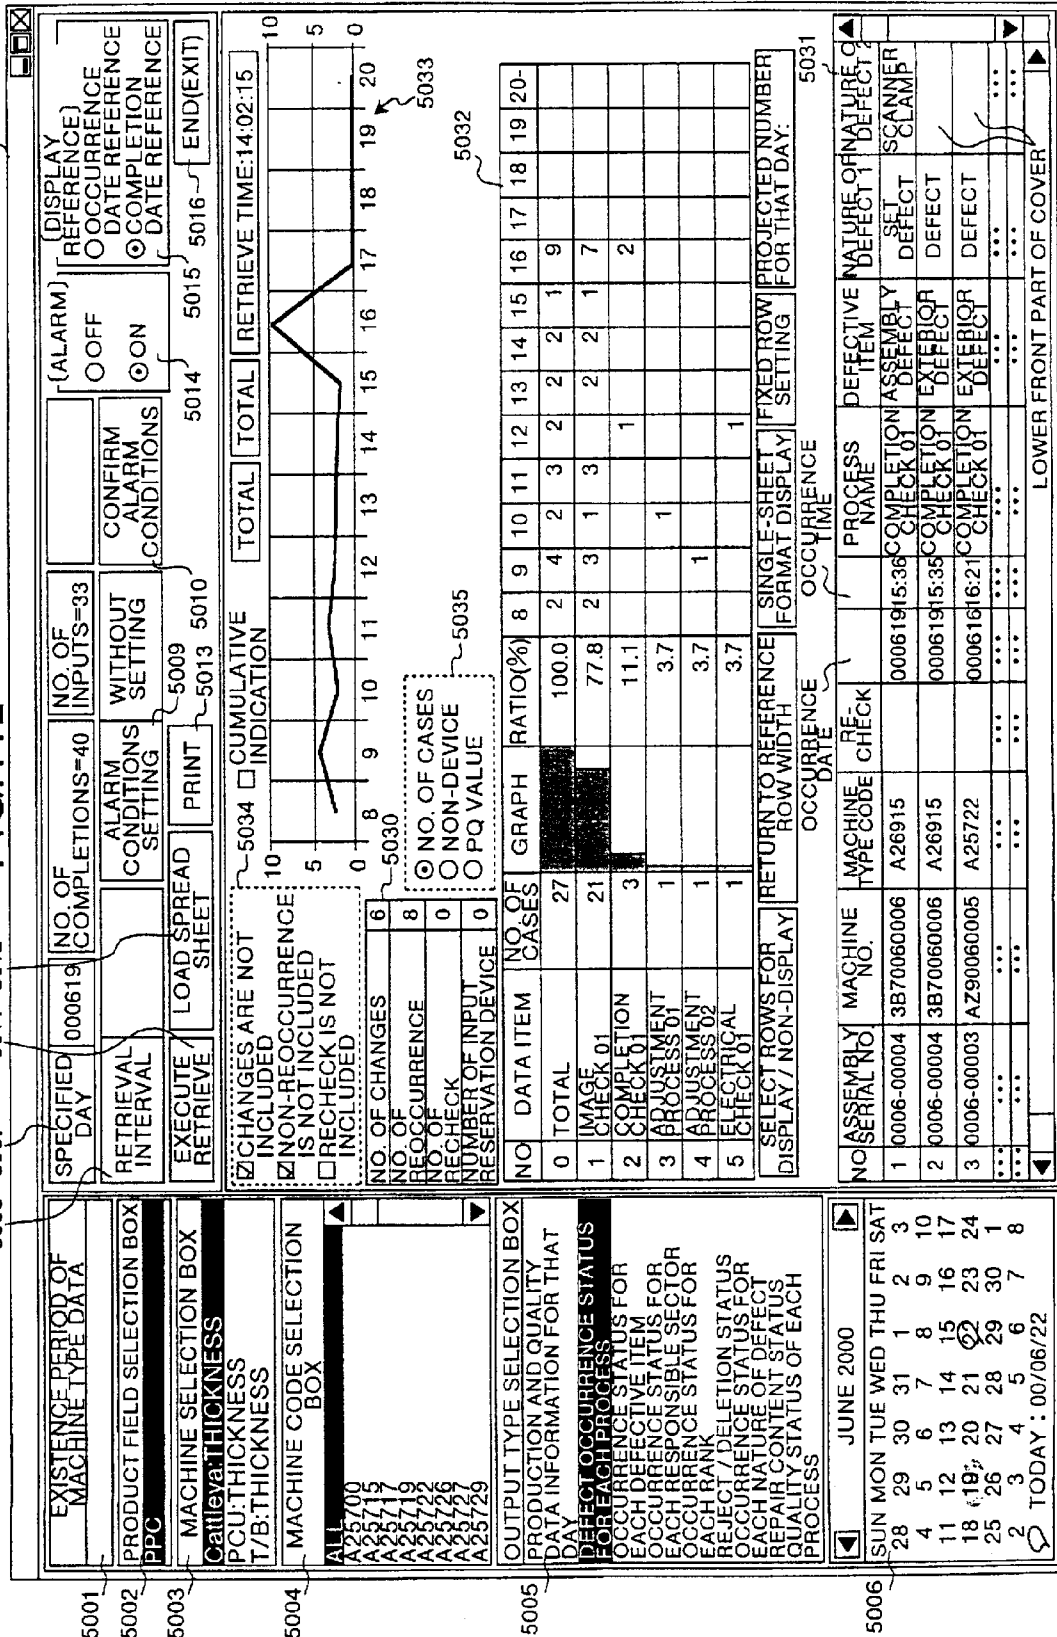 5001
5002
5003
5004
5005
5006
EXISTENCE PERIOD OF
MACHINE TYPE DATA
PRODUCT FIELD SELECTION BOX
PPC
MACHINE SELECTION BOX
Cattleya:THICKNESS
PCU:THICKNESS
T/B:THICKNESS
MACHINE CODE SELECTION
BOX
ALL
A25700
A25715
A25717
A25719
A25722
A25726
A25727
A25729
OUTPUT TYPE SELECTION BOX
PRODUCTION AND QUALITY
DATA INFORMATION FOR THAT
DAY
DEFECT OCCURRENCE STATUS
FOR EACH PROCESS
OCCURRENCE STATUS FOR
EACH DEFECTIVE ITEM
OCCURRENCE STATUS FOR
EACH RESPONSIBLE SECTOR
OCCURRENCE STATUS FOR
EACH RANK
REJECT / DELETION STATUS
OCCURRENCE STATUS FOR
EACH NATURE OF DEFECT
REPAIR CONTENT STATUS
QUALITY STATUS OF EACH
PROCESS
JUNE 2000
SUN MON TUE WED THU FRI SAT
28 29 30 31 1 2 3
4 5 6 7 8 9 10
11 12 13 14 15 16 17
18 19 20 21 22 23 24
25 26 27 28 29 30 1
2 3 4 5 6 7 8
TODAY : 00/06/22
SPECIFIED
DAY
000619
NO. OF
COMPLETIONS=40
NO. OF
INPUTS=33
RETRIEVAL
INTERVAL
ALARM
CONDITIONS
SETTING
WITHOUT
SETTING
CONFIRM
ALARM
CONDITIONS
EXECUTE
RETRIEVE
LOAD SPREAD
SHEET
PRINT
5009
5013
5010
{ALARM}
OFF
ON
5014
{DISPLAY
REFERENCE}
OCCURRENCE
DATE REFERENCE
COMPLETION
DATE REFERENCE
5015
5016
END(EXIT)
CHANGES ARE NOT
INCLUDED
NON-REOCCURRENCE
IS NOT INCLUDED
RECHECK IS NOT
INCLUDED
5034
CUMULATIVE
INDICATION
TOTAL
TOTAL
RETRIEVE TIME:14:02:15
10
5
0
8 9 10 11 12 13 14 15 16 17 18 19 20
10
5
0
5033
NO. OF CHANGES 6
NO. OF
REOCCURRENCE 8
NO. OF
RECHECK 0
NUMBER OF INPUT
RESERVATION DEVICE 0
5030
NO. OF CASES
NON-DEVICE
PQ VALUE
5035
5032
NO DATA ITEM NO. OF CASES GRAPH RATIO(%) 8 9 10 11 12 13 14 15 16 17 18 19 20-
0 TOTAL 27 100.0 2 4 2 3 2 2 2 1 9
1 IMAGE CHECK 01 21 77.8 2 3 1 3 2 2 1 7
2 COMPLETION CHECK 01 3 11.1 1 2
3 ADJUSTMENT PROCESS 01 1 3.7 1
4 ADJUSTMENT PROCESS 02 1 3.7 1
5 ELECTRICAL CHECK 01 1 3.7 1
SELECT ROWS FOR
DISPLAY / NON-DISPLAY
RETURN TO REFERENCE
ROW WIDTH
SINGLE-SHEET
FORMAT DISPLAY
FIXED ROW
SETTING
PROJECTED NUMBER
FOR THAT DAY:
OCCURRENCE
DATE
OCCURRENCE
TIME
5031
NO ASSEMBLY SERIAL NO. MACHINE NO. MACHINE TYPE CODE RE-CHECK PROCESS NAME DEFECTIVE ITEM NATURE OF DEFECT 1 NATURE O DEFECT 2
1 0006-00004 3B70060006 A26915 000619 15:36 COMPLETION CHECK 01 ASSEMBLY DEFECT SET DEFECT SCANNER CLAMP
2 0006-00004 3B70060006 A26915 000619 15:35 COMPLETION CHECK 01 EXTERIOR DEFECT DEFECT
3 0006-00003 AZ90060005 A25722 000616 16:21 COMPLETION CHECK 01 EXTERIOR DEFECT DEFECT
LOWER FRONT PART OF COVER